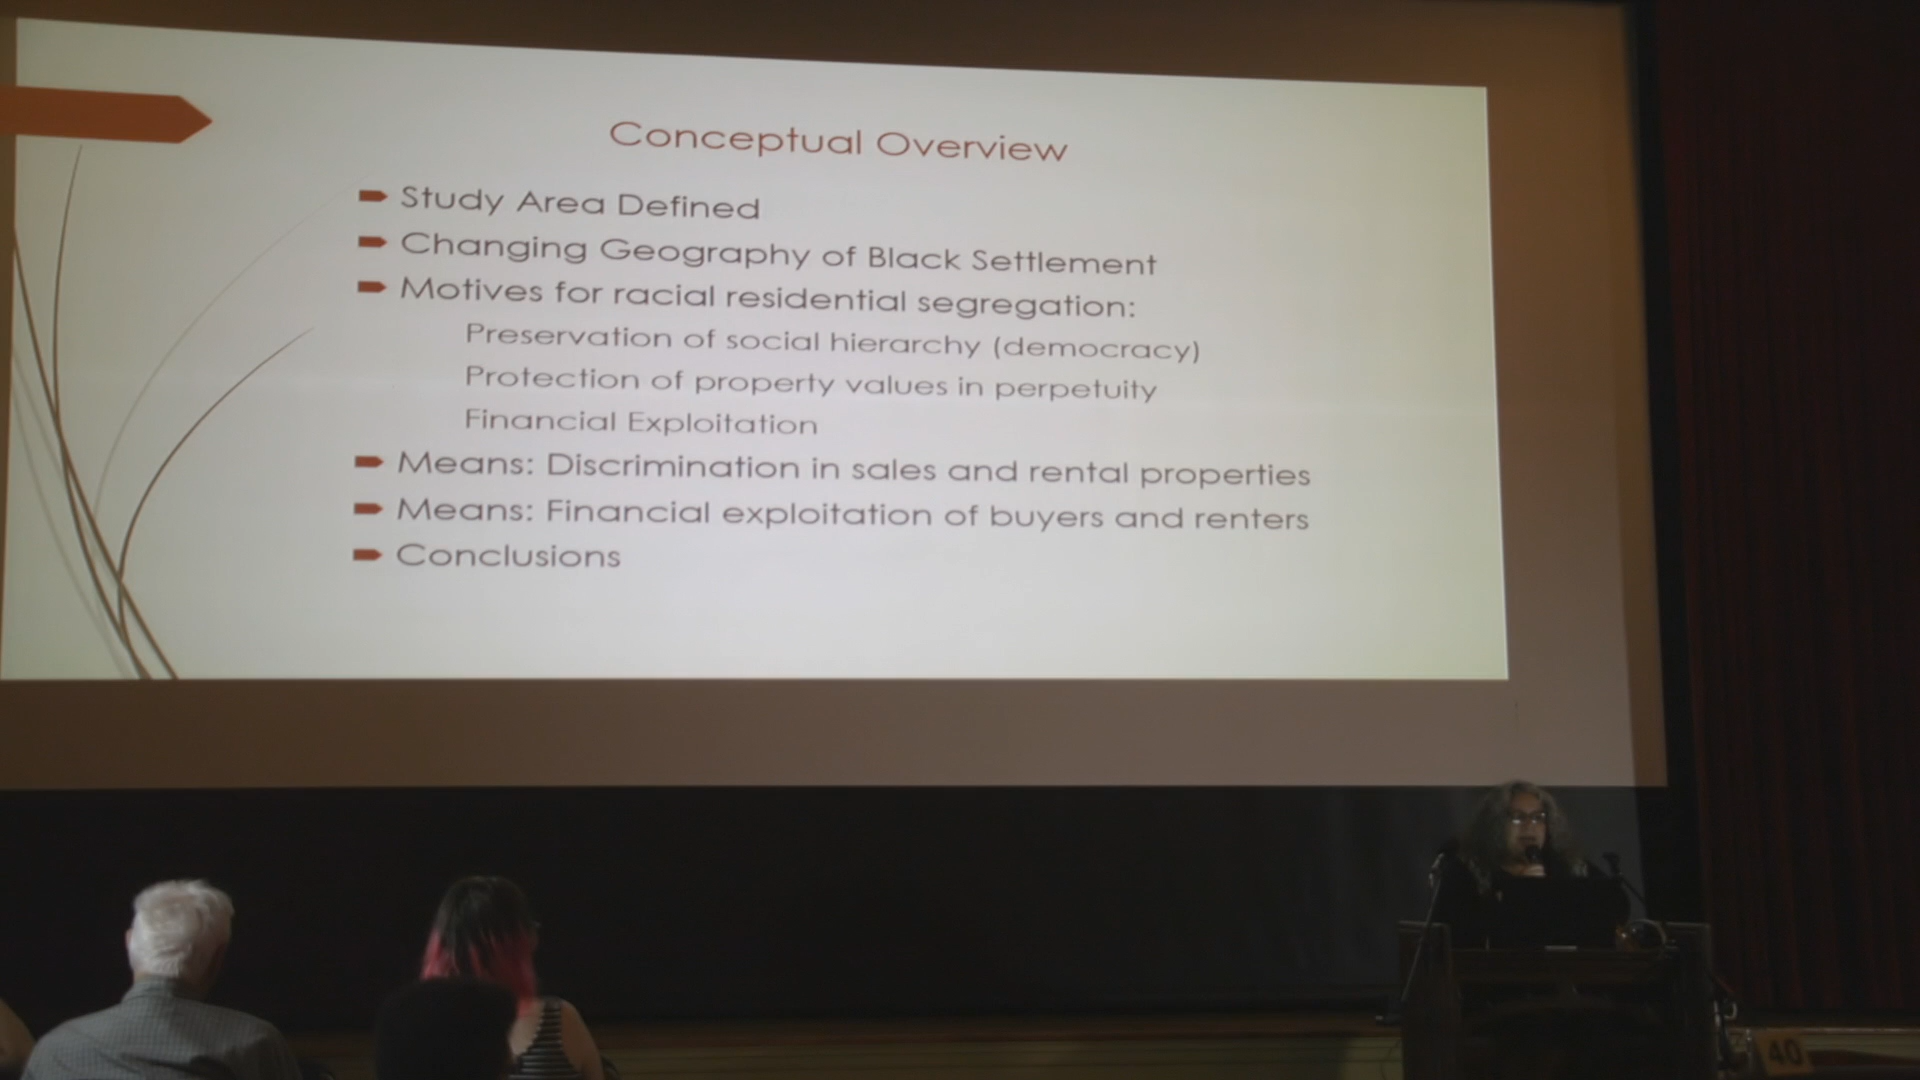 Conceptual Overview
Study Area Defined
Changing Geography of Black Settlement
Motives for racial residential segregation:
Preservation of social hierarchy (democracy)
Protection of property values in perpetuity
Financial Exploitation
Means: Discrimination in sales and rental properties
Means: Financial exploitation of buyers and renters
Conclusions
40